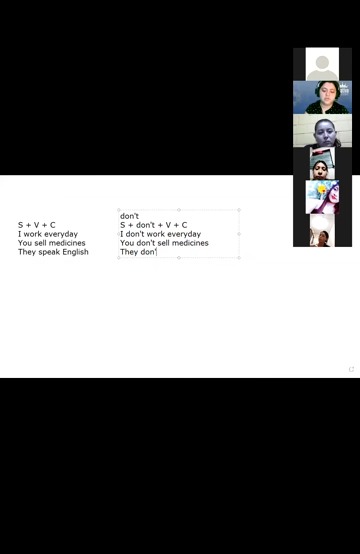 S + V + C
I work everyday
You sell medicines
They speak English
don't
S + don't + V + C
I don't work everyday
You don't sell medicines
They don'